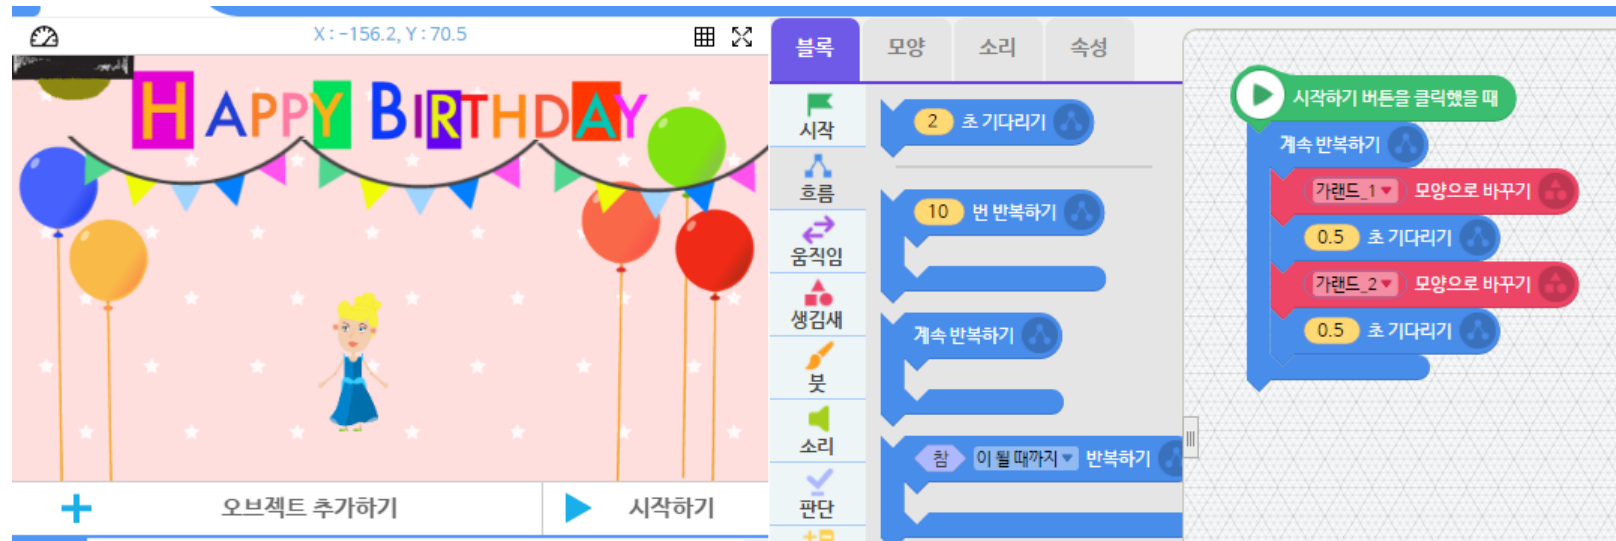 X : -156.2, Y : 70.5
HAPPY BIRTHDAY
오브젝트 추가하기
시작하기
블록
모양
소리
속성
시작
흐름
움직임
생김새
붓
소리
판단
2 초 기다리기
10 번 반복하기
계속 반복하기
참 이 될 때까지 반복하기
시작하기 버튼을 클릭했을 때
계속 반복하기
가랜드_1 모양으로 바꾸기
0.5 초 기다리기
가랜드_2 모양으로 바꾸기
0.5 초 기다리기